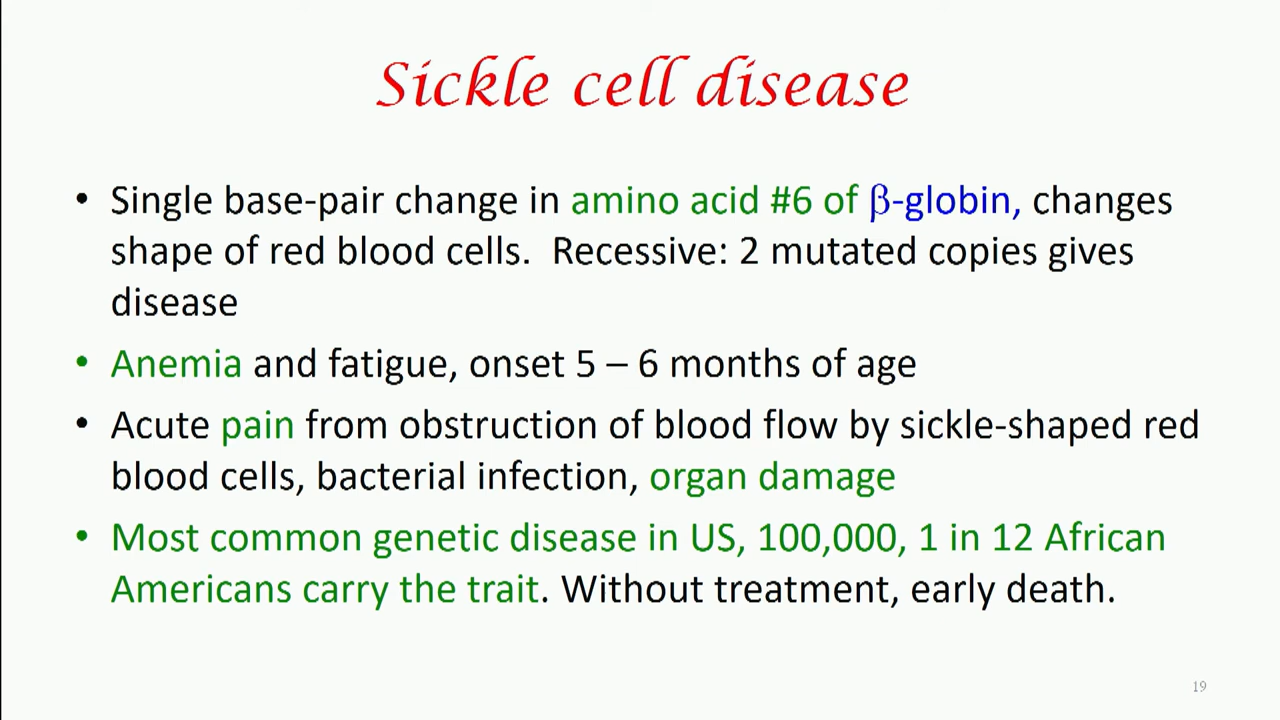 Sickle cell disease
• Single base-pair change in amino acid #6 of β-globin, changes
shape of red blood cells.  Recessive: 2 mutated copies gives
disease
• Anemia and fatigue, onset 5 – 6 months of age
• Acute pain from obstruction of blood flow by sickle-shaped red
blood cells, bacterial infection, organ damage
• Most common genetic disease in US, 100,000, 1 in 12 African
Americans carry the trait. Without treatment, early death.
19